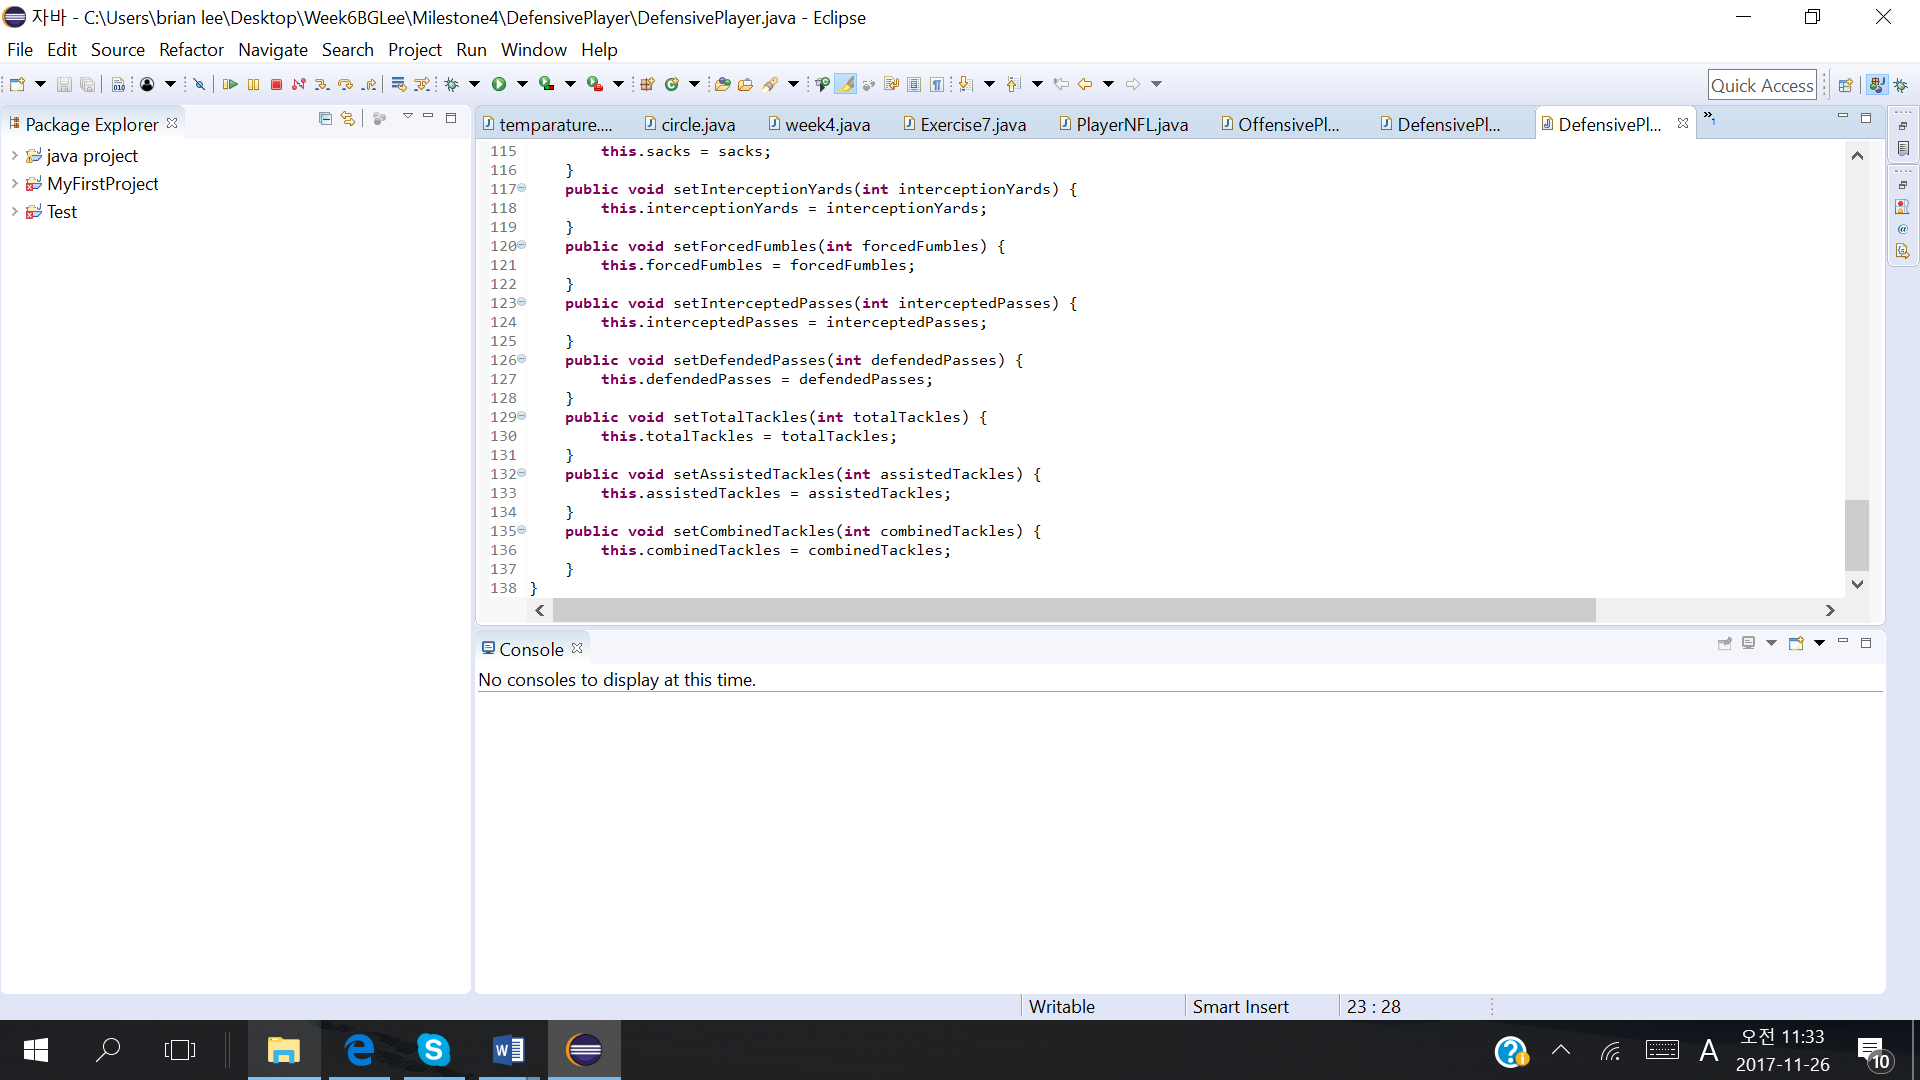 자바 - C:\Users\brian lee\Desktop\Week6BGLee\Milestone4\DefensivePlayer\DefensivePlayer.java - Eclipse
File Edit Source Refactor Navigate Search Project Run Window Help
Quick Access
Package Explorer
java project
MyFirstProject
Test
temparature.... circle.java week4.java Exercise7.java PlayerNFL.java OffensivePl... DefensivePl... DefensivePl... »1
115 this.sacks = sacks;
116 }
117 public void setInterceptionYards(int interceptionYards) {
118 this.interceptionYards = interceptionYards;
119 }
120 public void setForcedFumbles(int forcedFumbles) {
121 this.forcedFumbles = forcedFumbles;
122 }
123 public void setInterceptedPasses(int interceptedPasses) {
124 this.interceptedPasses = interceptedPasses;
125 }
126 public void setDefendedPasses(int defendedPasses) {
127 this.defendedPasses = defendedPasses;
128 }
129 public void setTotalTackles(int totalTackles) {
130 this.totalTackles = totalTackles;
131 }
132 public void setAssistedTackles(int assistedTackles) {
133 this.assistedTackles = assistedTackles;
134 }
135 public void setCombinedTackles(int combinedTackles) {
136 this.combinedTackles = combinedTackles;
137 }
138 }
Console
No consoles to display at this time.
Writable Smart Insert 23 : 28
A 오전 11:33
2017-11-26
10